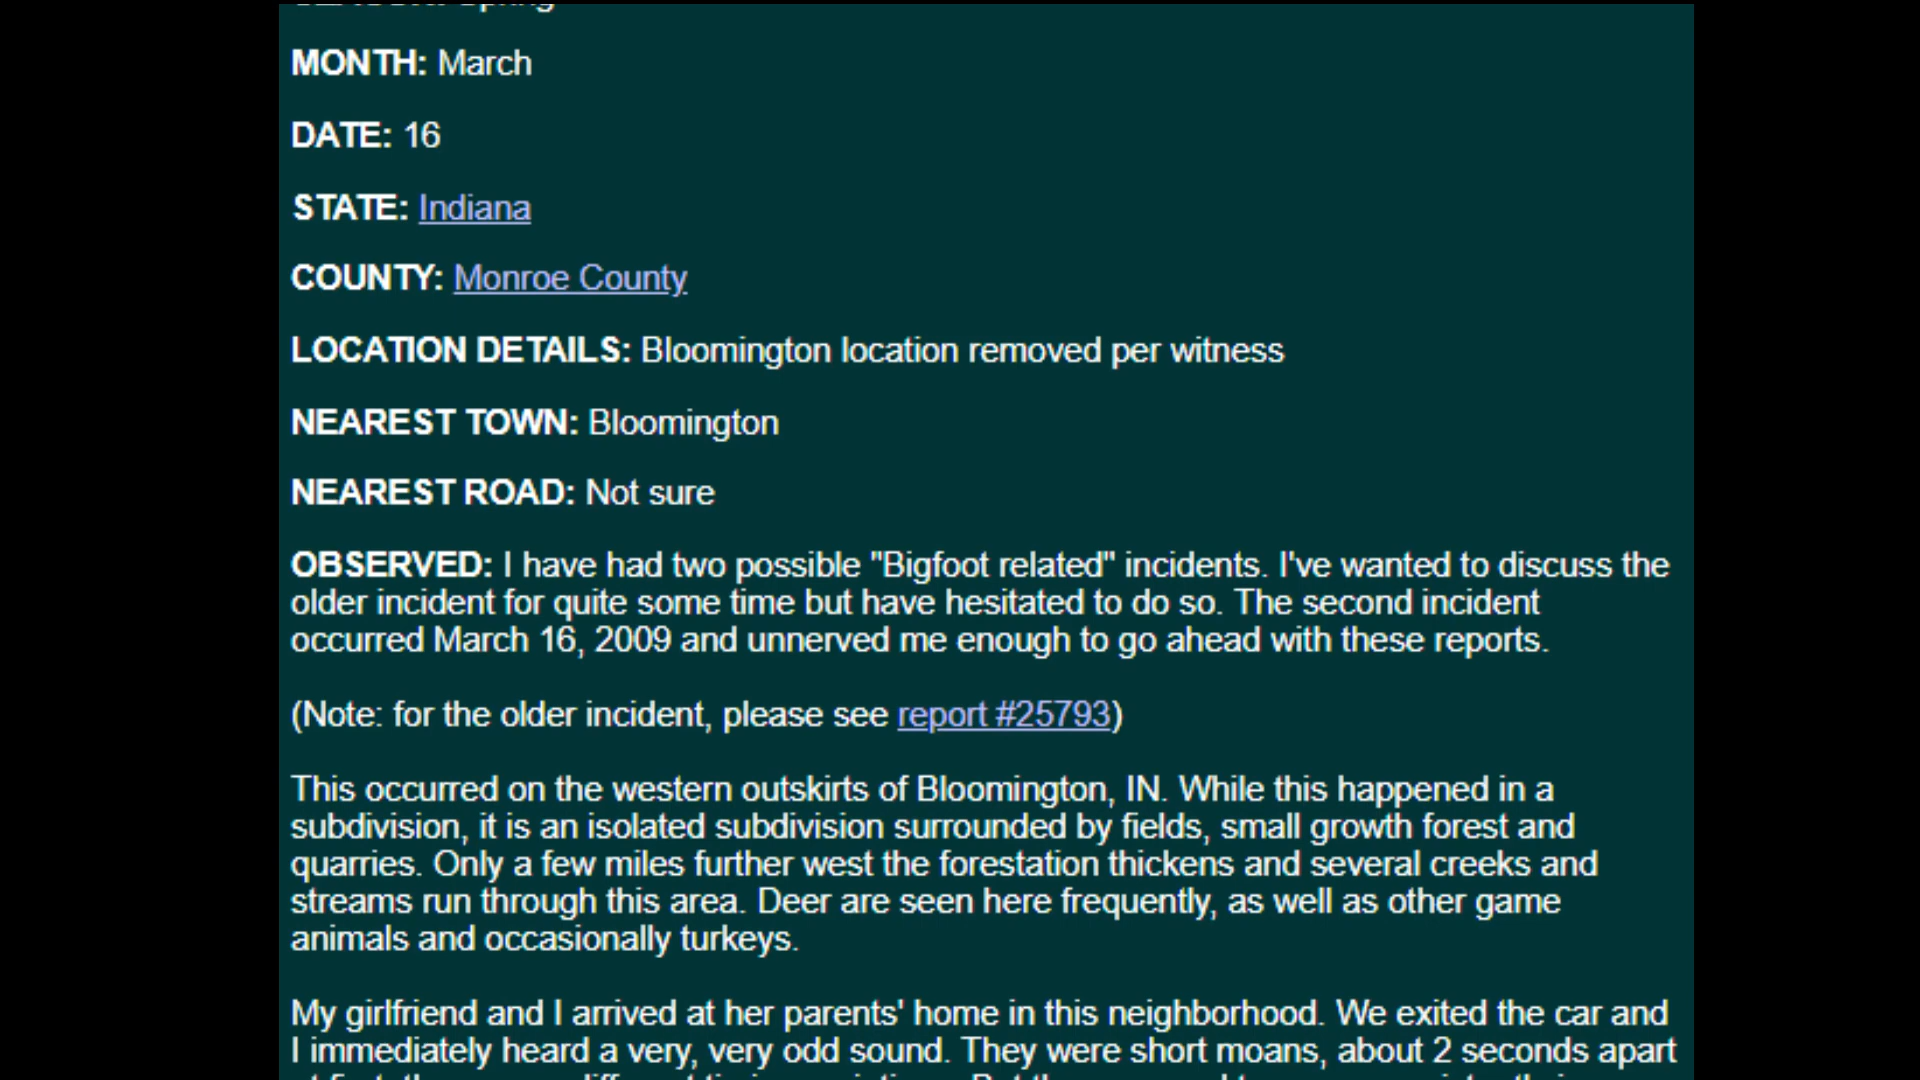 MONTH: March
DATE: 16
STATE: Indiana
COUNTY: Monroe County
LOCATION DETAILS: Bloomington location removed per witness
NEAREST TOWN: Bloomington
NEAREST ROAD: Not sure
OBSERVED: I have had two possible "Bigfoot related" incidents. I've wanted to discuss the
older incident for quite some time but have hesitated to do so. The second incident
occurred March 16, 2009 and unnerved me enough to go ahead with these reports.
(Note: for the older incident, please see report #25793)
This occurred on the western outskirts of Bloomington, IN. While this happened in a
subdivision, it is an isolated subdivision surrounded by fields, small growth forest and
quarries. Only a few miles further west the forestation thickens and several creeks and
streams run through this area. Deer are seen here frequently, as well as other game
animals and occasionally turkeys.
My girlfriend and I arrived at her parents' home in this neighborhood. We exited the car and
I immediately heard a very, very odd sound. They were short moans, about 2 seconds apart